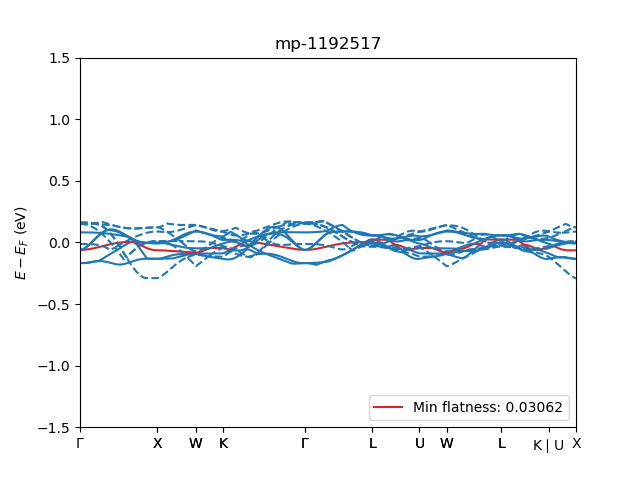 mp-1192517
E − E_F (eV)
1.5
1.0
0.5
0.0
−0.5
−1.0
−1.5
Min flatness: 0.03062
Γ X W K Γ L U W L K | U X